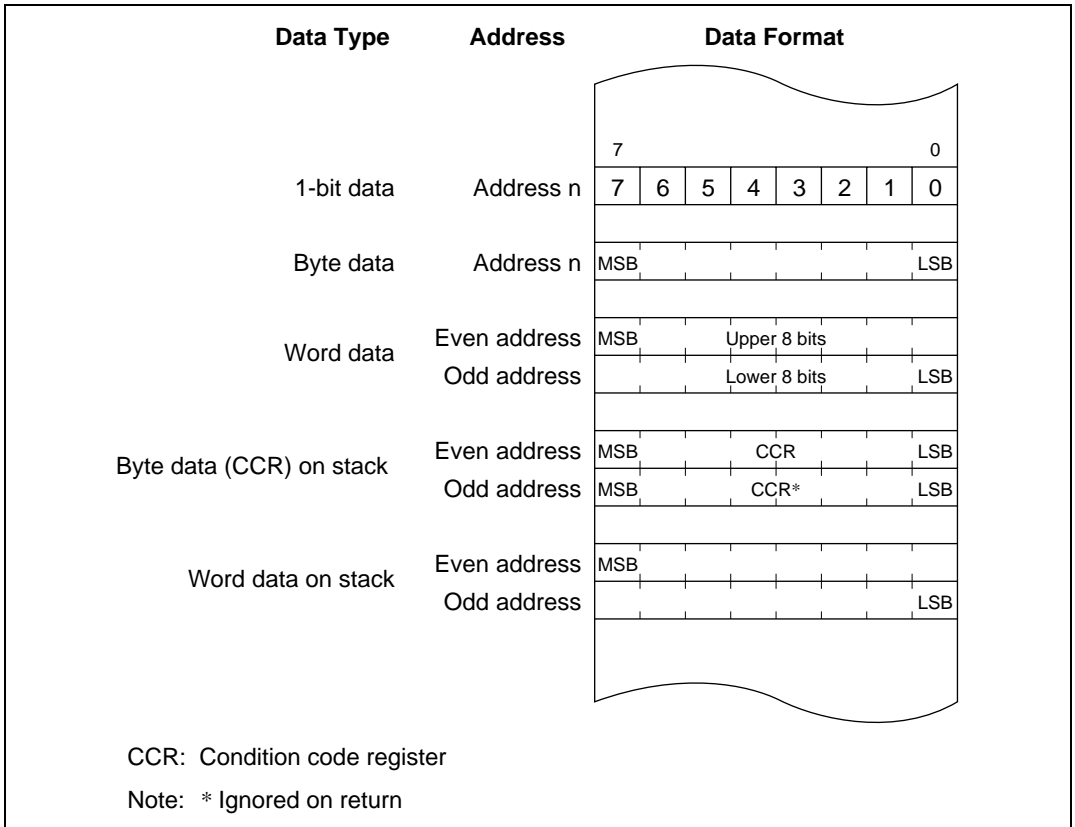 Data Type Address Data Format
7 0
1-bit data Address n 7 6 5 4 3 2 1 0
Byte data Address n MSB LSB
Word data
Even address MSB Upper 8 bits
Odd address Lower 8 bits LSB
Byte data (CCR) on stack
Even address MSB CCR LSB
Odd address MSB CCR* LSB
Word data on stack
Even address MSB
Odd address LSB
CCR: Condition code register
Note: * Ignored on return